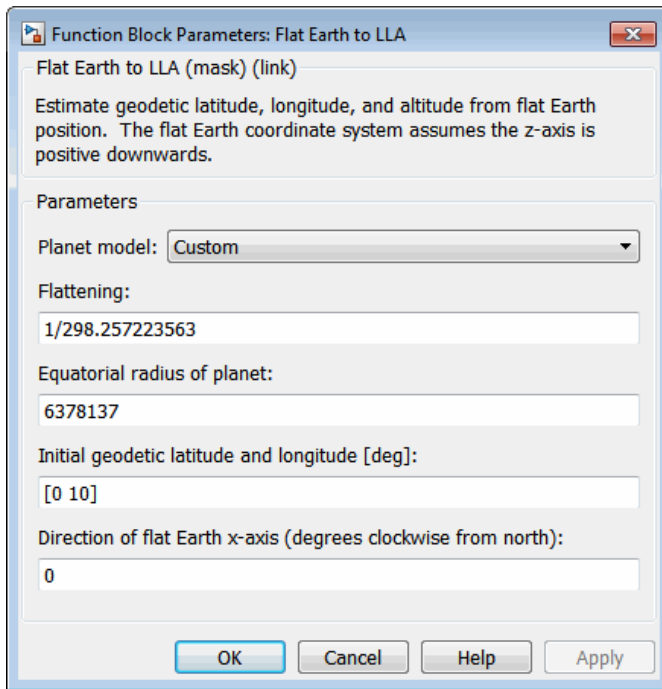 Function Block Parameters: Flat Earth to LLA
Flat Earth to LLA (mask) (link)
Estimate geodetic latitude, longitude, and altitude from flat Earth
position.  The flat Earth coordinate system assumes the z-axis is
positive downwards.
Parameters
Planet model: Custom
Flattening:
1/298.257223563
Equatorial radius of planet:
6378137
Initial geodetic latitude and longitude [deg]:
[0 10]
Direction of flat Earth x-axis (degrees clockwise from north):
0
OK Cancel Help Apply